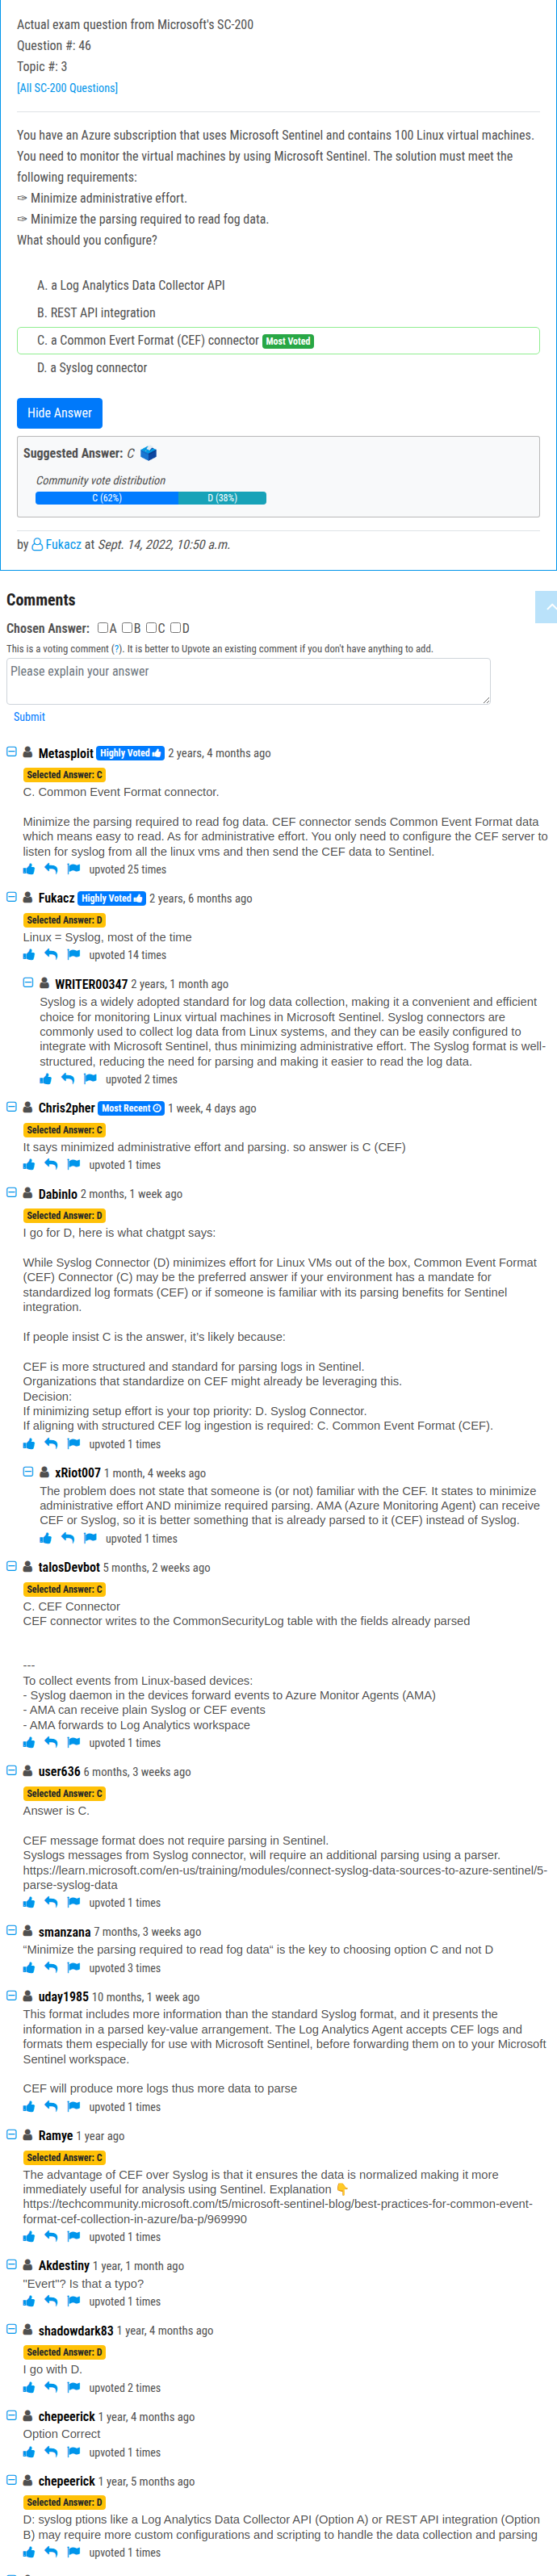 Actual exam question from Microsoft's SC-200
Question #: 46
Topic #: 3
[All SC-200 Questions]
You have an Azure subscription that uses Microsoft Sentinel and contains 100 Linux virtual machines.
You need to monitor the virtual machines by using Microsoft Sentinel. The solution must meet the
following requirements:
✑ Minimize administrative effort.
✑ Minimize the parsing required to read fog data.
What should you configure?
A. a Log Analytics Data Collector API
B. REST API integration
C. a Common Evert Format (CEF) connector Most Voted
D. a Syslog connector
Hide Answer
Suggested Answer: C
Community vote distribution
C (62%) D (38%)
by Fukacz at Sept. 14, 2022, 10:50 a.m.
Comments
Chosen Answer: A B C D
This is a voting comment (?). It is better to Upvote an existing comment if you don't have anything to add.
Please explain your answer
Submit
Metasploit Highly Voted 2 years, 4 months ago
Selected Answer: C
C. Common Event Format connector.
Minimize the parsing required to read fog data. CEF connector sends Common Event Format data
which means easy to read. As for administrative effort. You only need to configure the CEF server to
listen for syslog from all the linux vms and then send the CEF data to Sentinel.
upvoted 25 times
Fukacz Highly Voted 2 years, 6 months ago
Selected Answer: D
Linux = Syslog, most of the time
upvoted 14 times
WRITER00347 2 years, 1 month ago
Syslog is a widely adopted standard for log data collection, making it a convenient and efficient
choice for monitoring Linux virtual machines in Microsoft Sentinel. Syslog connectors are
commonly used to collect log data from Linux systems, and they can be easily configured to
integrate with Microsoft Sentinel, thus minimizing administrative effort. The Syslog format is well-
structured, reducing the need for parsing and making it easier to read the log data.
upvoted 2 times
Chris2pher Most Recent 1 week, 4 days ago
Selected Answer: C
It says minimized administrative effort and parsing. so answer is C (CEF)
upvoted 1 times
Dabinlo 2 months, 1 week ago
Selected Answer: D
I go for D, here is what chatgpt says:
While Syslog Connector (D) minimizes effort for Linux VMs out of the box, Common Event Format
(CEF) Connector (C) may be the preferred answer if your environment has a mandate for
standardized log formats (CEF) or if someone is familiar with its parsing benefits for Sentinel
integration.
If people insist C is the answer, it's likely because:
CEF is more structured and standard for parsing logs in Sentinel.
Organizations that standardize on CEF might already be leveraging this.
Decision:
If minimizing setup effort is your top priority: D. Syslog Connector.
If aligning with structured CEF log ingestion is required: C. Common Event Format (CEF).
upvoted 1 times
xRiot007 1 month, 4 weeks ago
The problem does not state that someone is (or not) familiar with the CEF. It states to minimize
administrative effort AND minimize required parsing. AMA (Azure Monitoring Agent) can receive
CEF or Syslog, so it is better something that is already parsed to it (CEF) instead of Syslog.
upvoted 1 times
talosDevbot 5 months, 2 weeks ago
Selected Answer: C
C. CEF Connector
CEF connector writes to the CommonSecurityLog table with the fields already parsed
---
To collect events from Linux-based devices:
- Syslog daemon in the devices forward events to Azure Monitor Agents (AMA)
- AMA can receive plain Syslog or CEF events
- AMA forwards to Log Analytics workspace
upvoted 1 times
user636 6 months, 3 weeks ago
Selected Answer: C
Answer is C.
CEF message format does not require parsing in Sentinel.
Syslogs messages from Syslog connector, will require an additional parsing using a parser.
https://learn.microsoft.com/en-us/training/modules/connect-syslog-data-sources-to-azure-sentinel/5-
parse-syslog-data
upvoted 1 times
smanzana 7 months, 3 weeks ago
"Minimize the parsing required to read fog data" is the key to choosing option C and not D
upvoted 3 times
uday1985 10 months, 1 week ago
This format includes more information than the standard Syslog format, and it presents the
information in a parsed key-value arrangement. The Log Analytics Agent accepts CEF logs and
formats them especially for use with Microsoft Sentinel, before forwarding them on to your Microsoft
Sentinel workspace.
CEF will produce more logs thus more data to parse
upvoted 1 times
Ramye 1 year ago
Selected Answer: C
The advantage of CEF over Syslog is that it ensures the data is normalized making it more
immediately useful for analysis using Sentinel. Explanation 👇
https://techcommunity.microsoft.com/t5/microsoft-sentinel-blog/best-practices-for-common-event-
format-cef-collection-in-azure/ba-p/969990
upvoted 1 times
Akdestiny 1 year, 1 month ago
"Evert"? Is that a typo?
upvoted 1 times
shadowdark83 1 year, 4 months ago
Selected Answer: D
I go with D.
upvoted 2 times
chepeerick 1 year, 4 months ago
Option Correct
upvoted 1 times
chepeerick 1 year, 5 months ago
Selected Answer: D
D: syslog ptions like a Log Analytics Data Collector API (Option A) or REST API integration (Option
B) may require more custom configurations and scripting to handle the data collection and parsing
upvoted 1 times